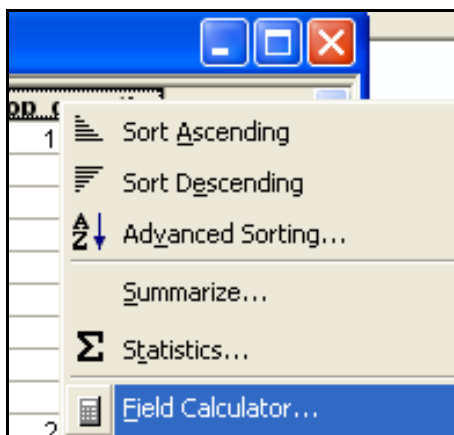 1
Sort Ascending
Sort Descending
Advanced Sorting...
Summarize...
Σ Statistics...
Field Calculator...
2